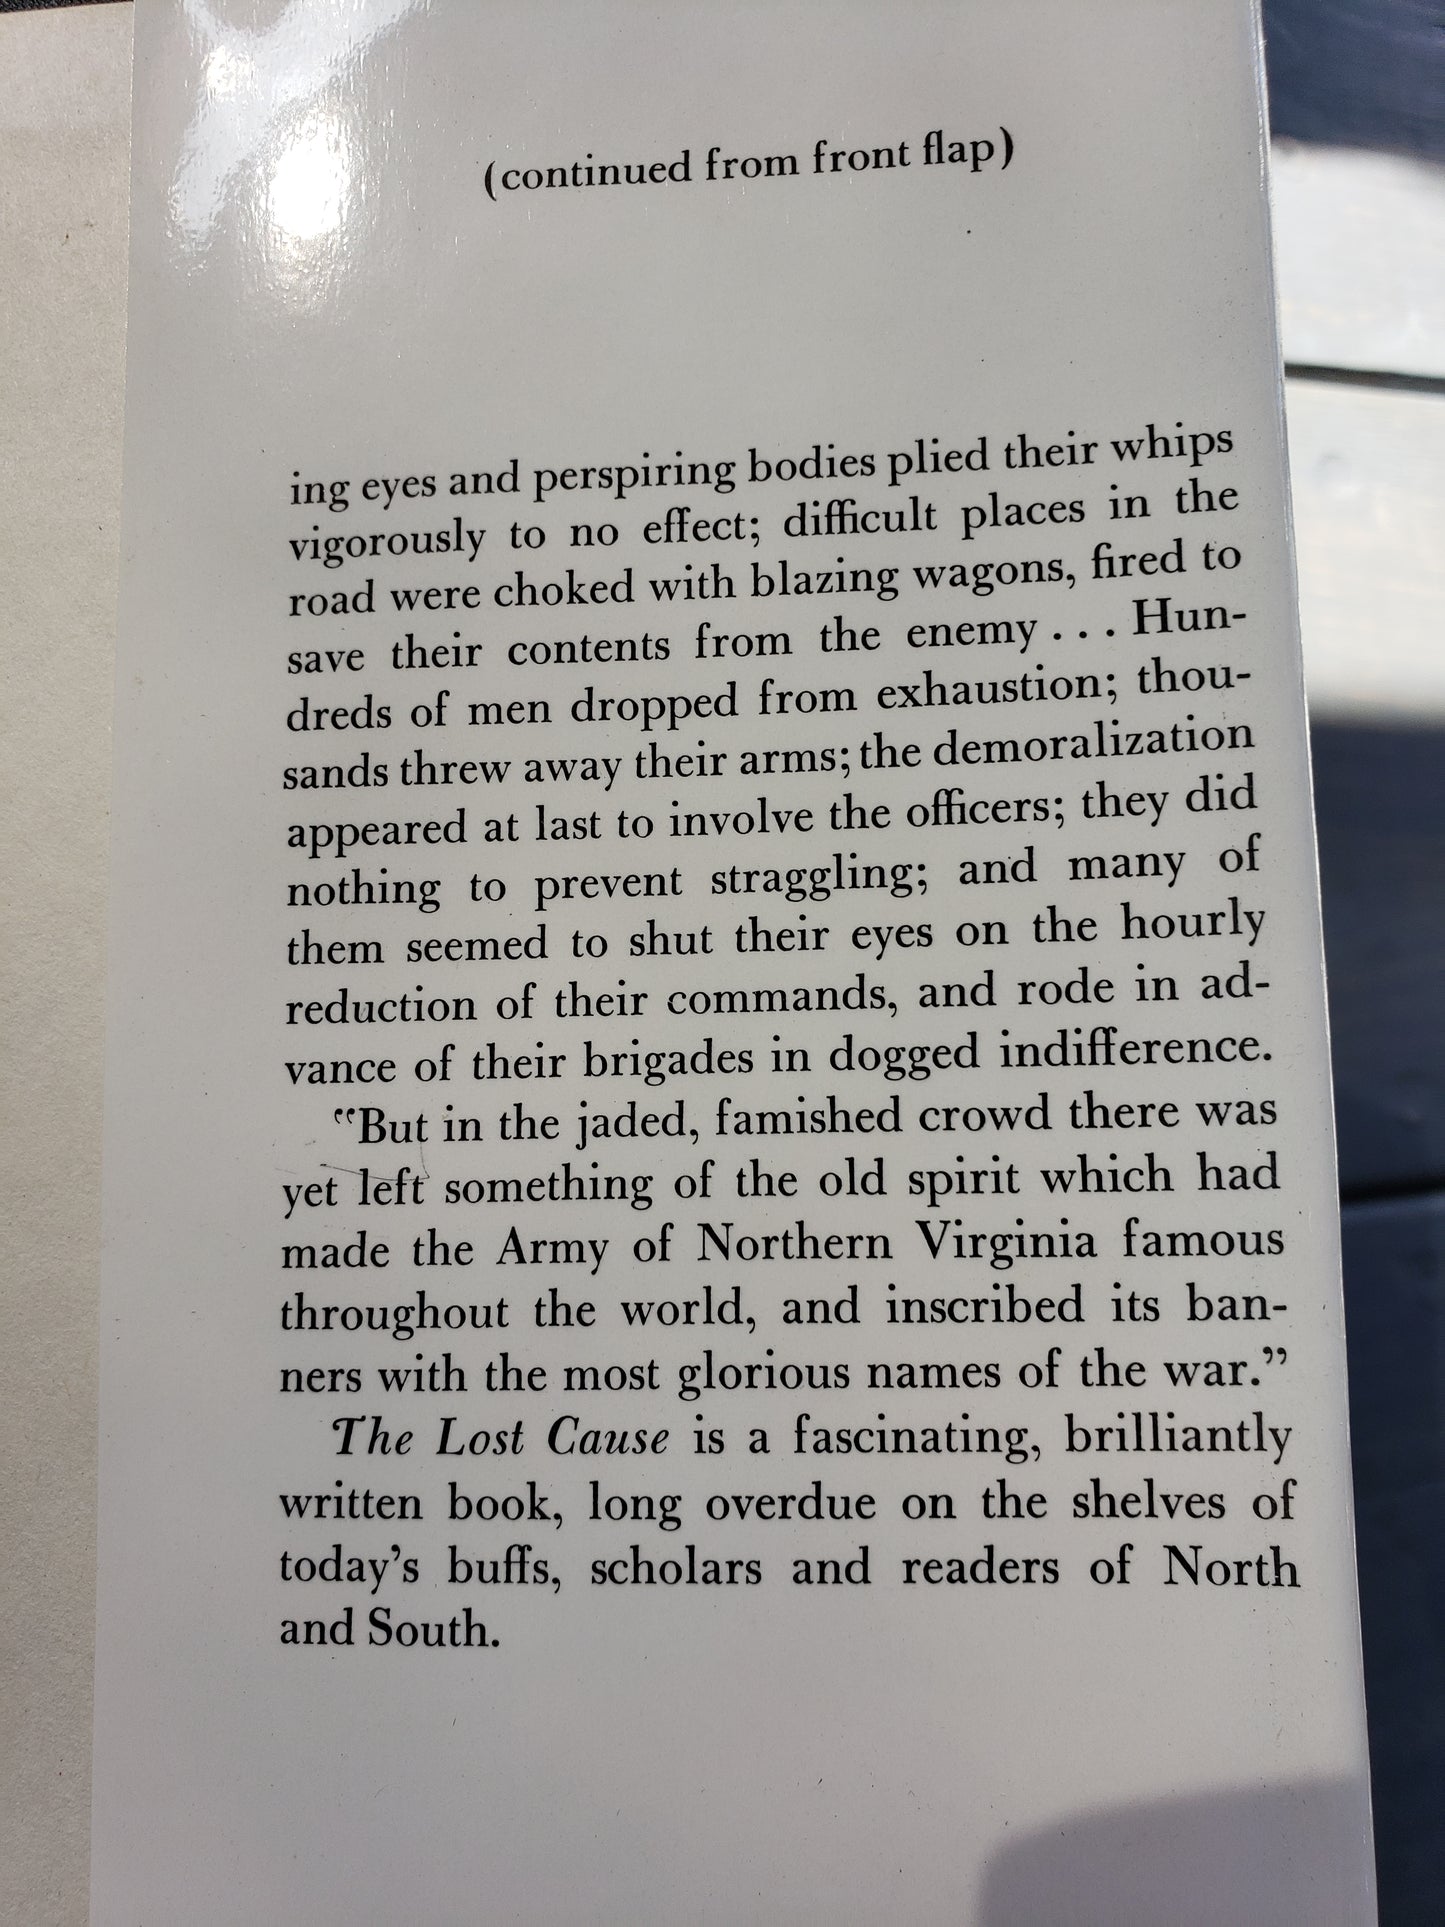 (continued from front flap)
ing eyes and perspiring bodies plied their whips
vigorously to no effect; difficult places in the
road were choked with blazing wagons, fired to
save their contents from the enemy . . . Hun-
dreds of men dropped from exhaustion; thou-
sands threw away their arms; the demoralization
appeared at last to involve the officers; they did
nothing to prevent straggling; and many of
them seemed to shut their eyes on the hourly
reduction of their commands, and rode in ad-
vance of their brigades in dogged indifference.
“But in the jaded, famished crowd there was
yet left something of the old spirit which had
made the Army of Northern Virginia famous
throughout the world, and inscribed its ban-
ners with the most glorious names of the war.”
The Lost Cause is a fascinating, brilliantly
written book, long overdue on the shelves of
today’s buffs, scholars and readers of North
and South.